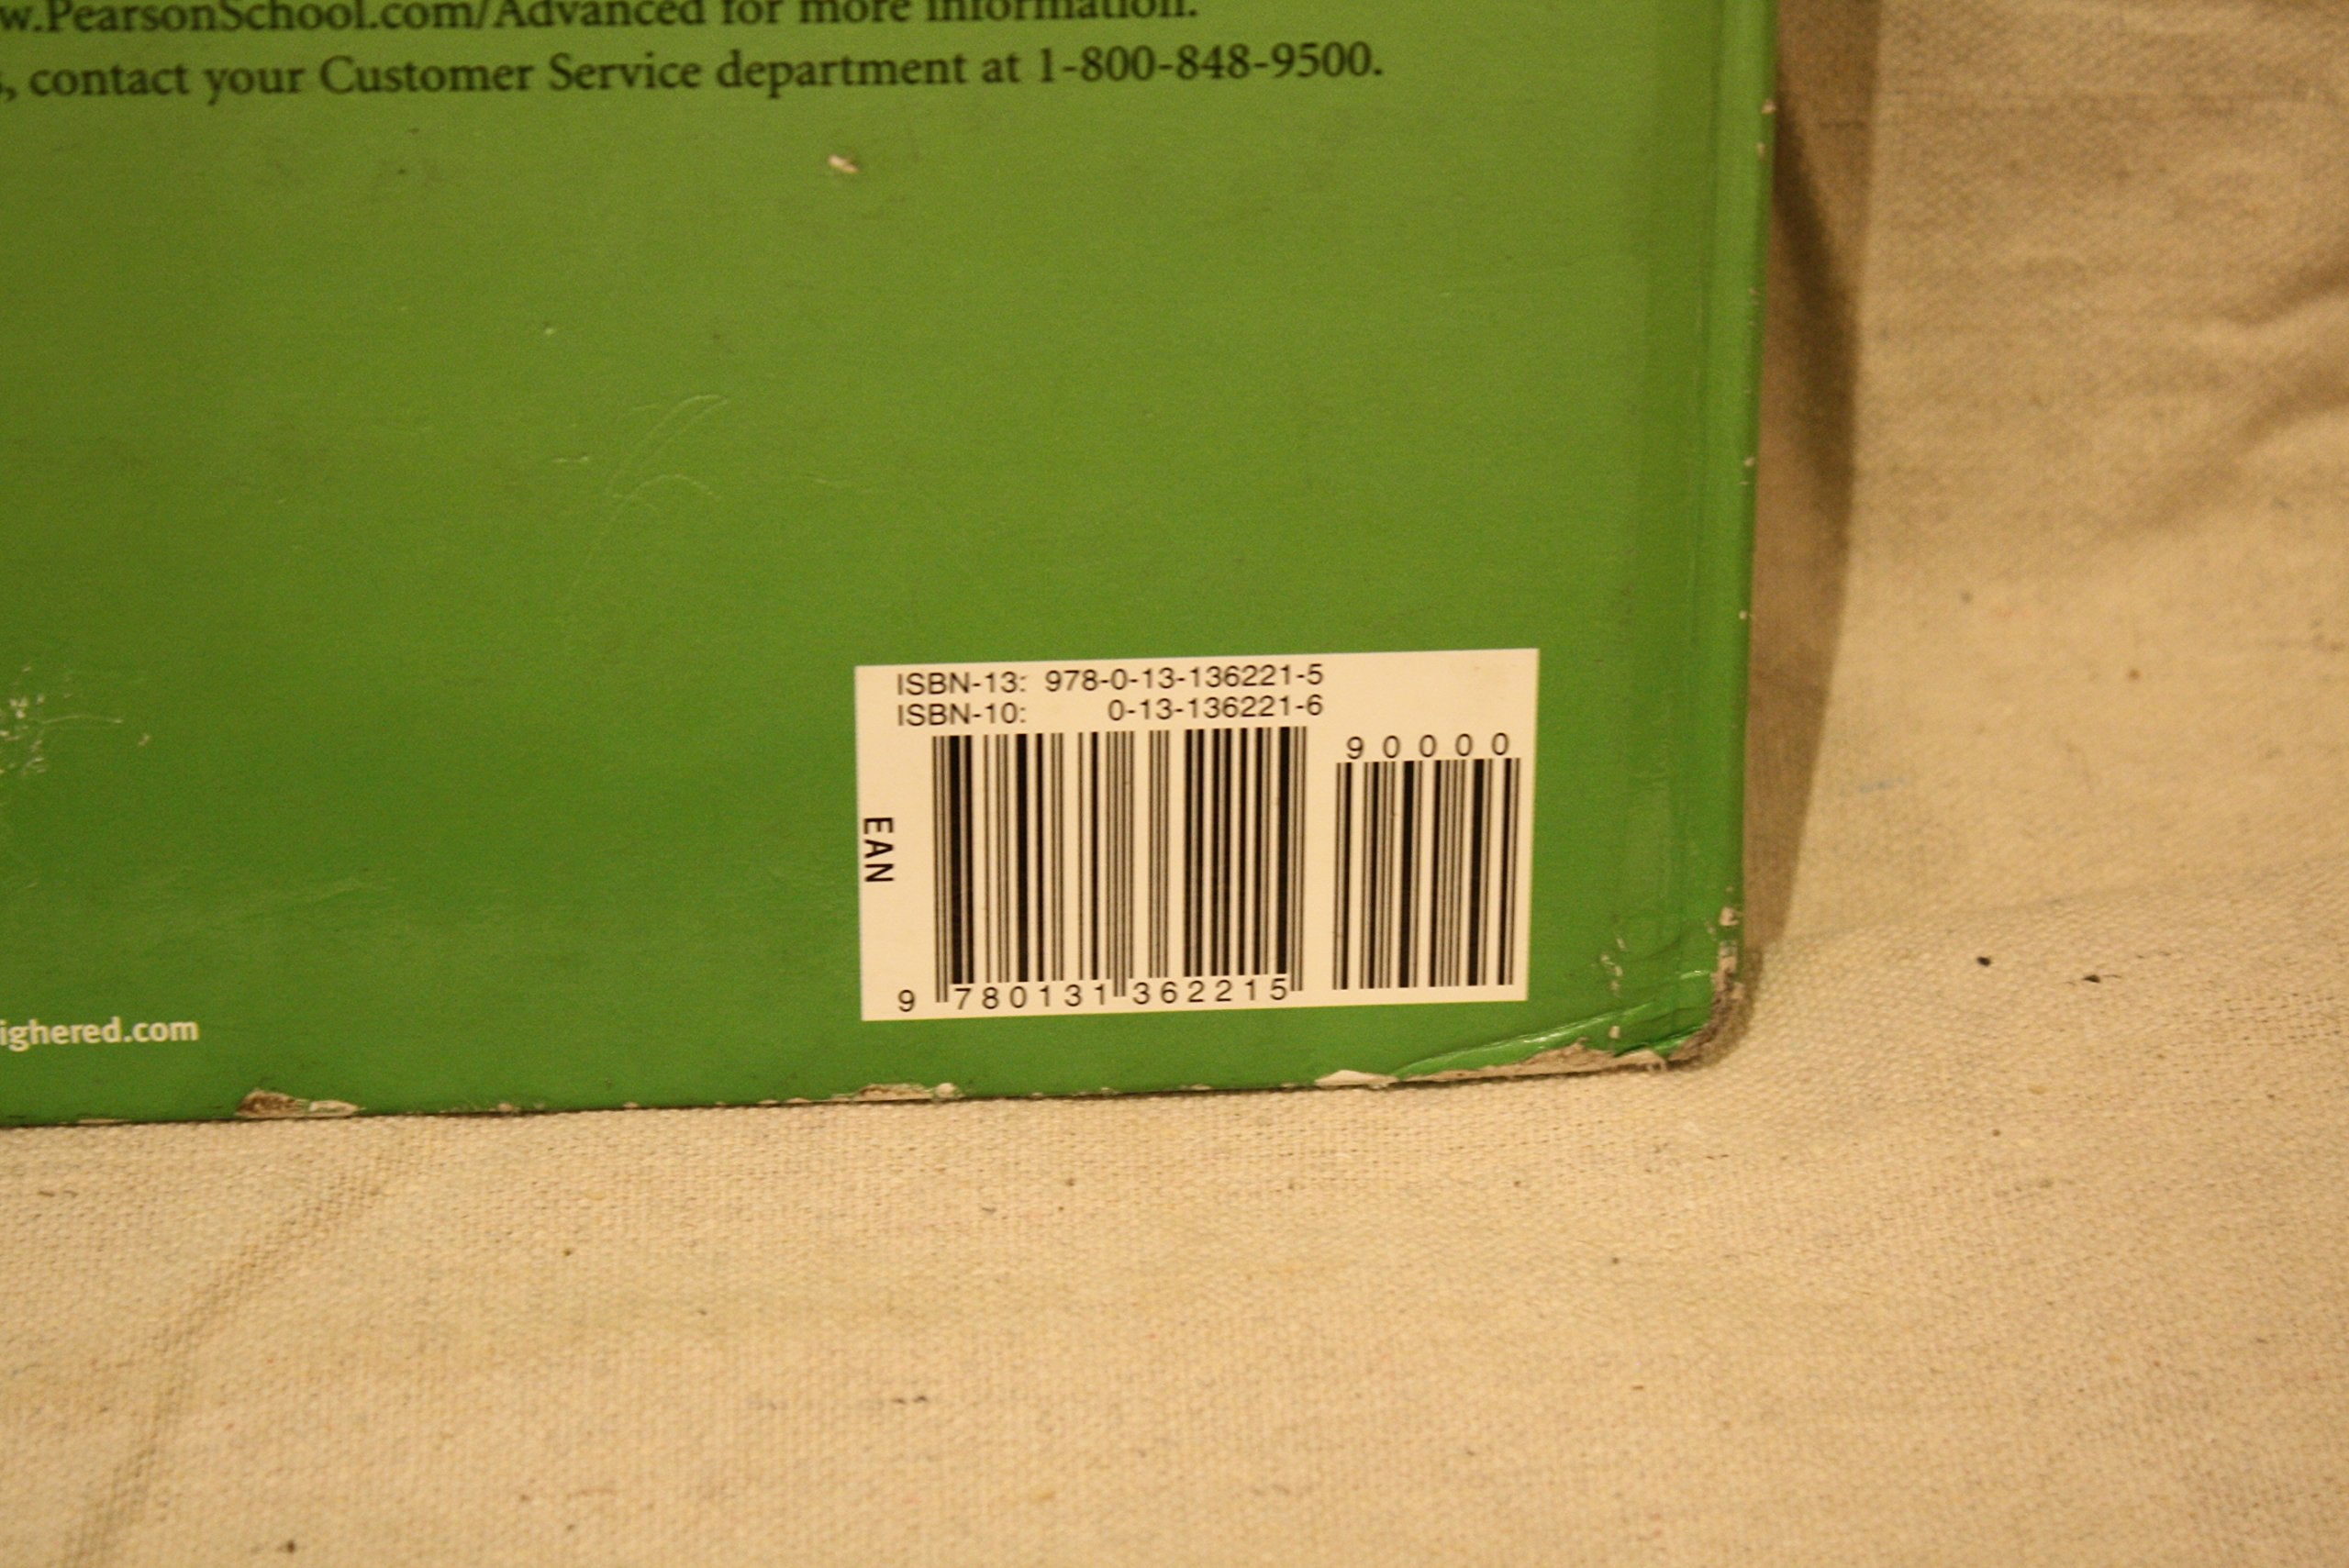 w.PearsonSchool.com/Advanced for more information.
s, contact your Customer Service department at 1-800-848-9500.
ISBN-13: 978-0-13-136221-5
ISBN-10: 0-13-136221-6
90000
EAN
9 780131 362215
ighered.com